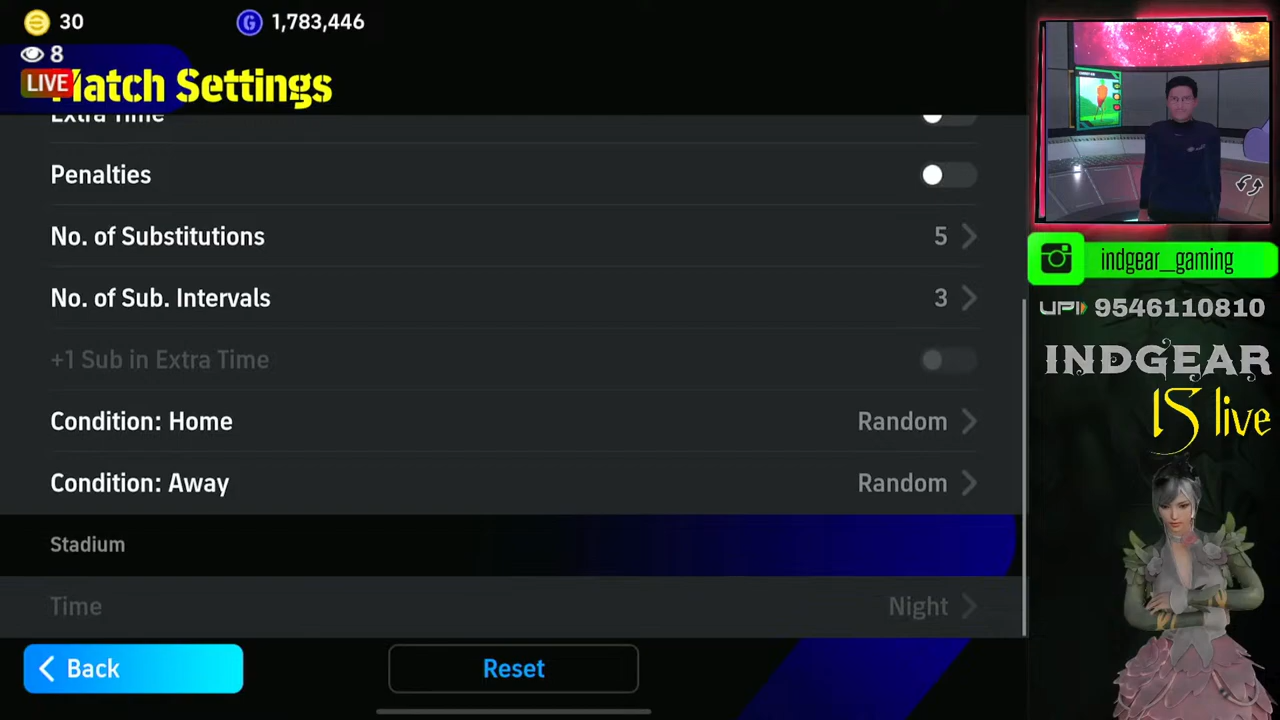 30
1,783,446
8
LIVE
Match Settings
Extra Time
Penalties
No. of Substitutions
5
No. of Sub. Intervals
3
+1 Sub in Extra Time
Condition: Home
Random
Condition: Away
Random
Stadium
Time
Night
Back
Reset
indgear_gaming
UPI 9546110810
INDGEAR
IS live